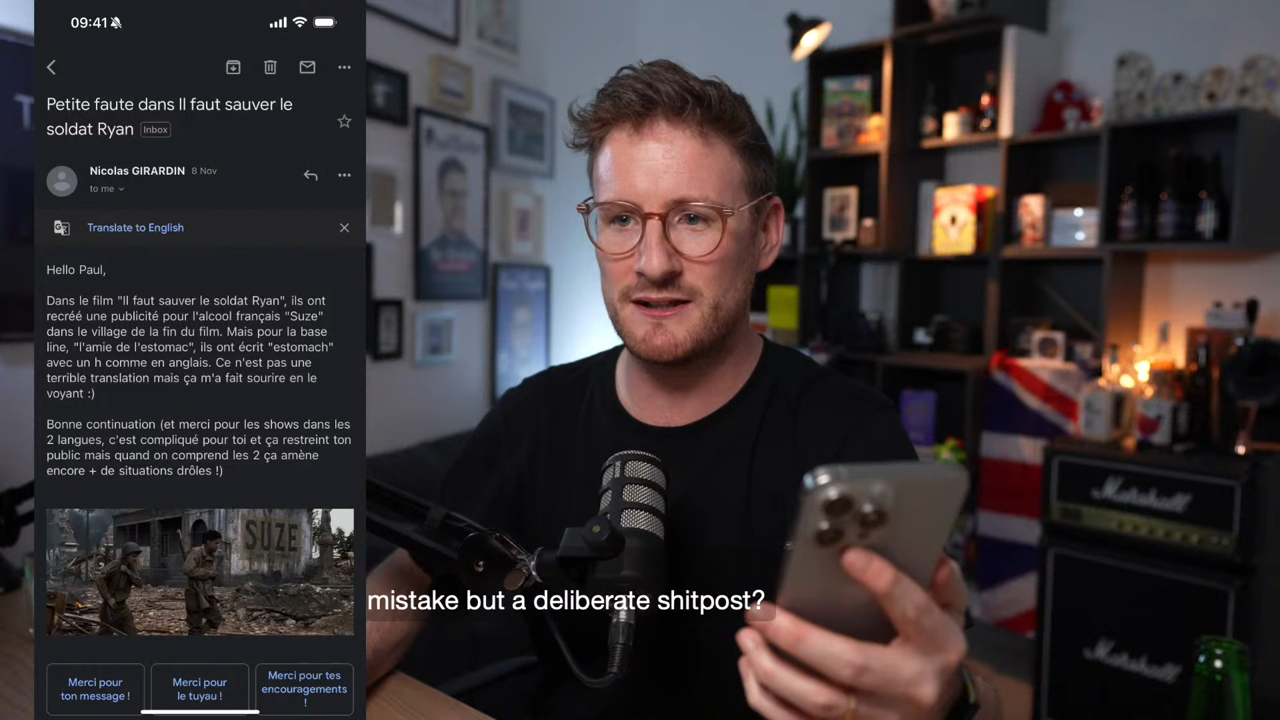 09:41
Petite faute dans Il faut sauver le
soldat Ryan Inbox
Nicolas GIRARDIN 8 Nov
to me
Translate to English
Hello Paul,
Dans le film "Il faut sauver le soldat Ryan", ils ont
recréé une publicité pour l'alcool français "Suze"
dans le village de la fin du film. Mais pour la base
line, "l'amie de l'estomac", ils ont écrit "estomach"
avec un h comme en anglais. Ce n'est pas une
terrible translation mais ça m'a fait sourire en le
voyant :)
Bonne continuation (et merci pour les shows dans les
2 langues, c'est compliqué pour toi et ça restreint ton
public mais quand on comprend les 2 ça amène
encore + de situations drôles !)
SUZE
Merci pour
ton message !
Merci pour
le tuyau !
Merci pour tes
encouragements
!
mistake but a deliberate shitpost?
Marshall
Marshall